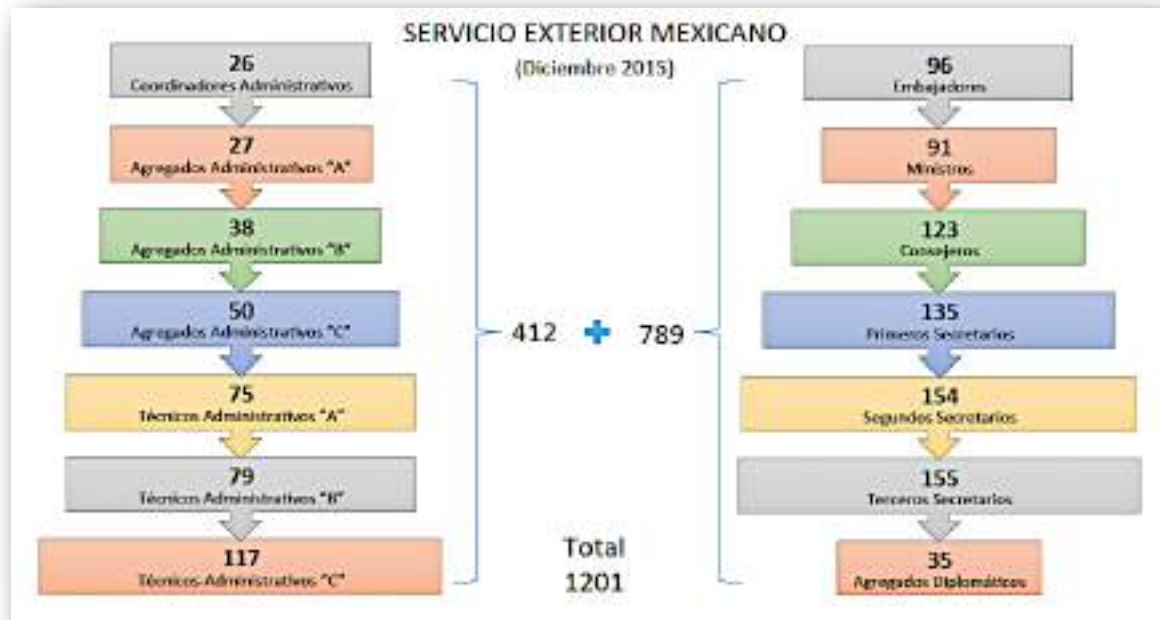 SERVICIO EXTERIOR MEXICANO
(Diciembre 2015)
26
Coordinadores Administrativos
27
Agregados Administrativos "A"
38
Agregados Administrativos "B"
50
Agregados Administrativos "C"
75
Técnicos Administrativos "A"
79
Técnicos Administrativos "B"
117
Técnicos Administrativos "C"
412 + 789
Total
1201
96
Embajadores
91
Ministros
123
Consejeros
135
Primeros Secretarios
154
Segundos Secretarios
155
Terceros Secretarios
35
Agregados Diplomáticos